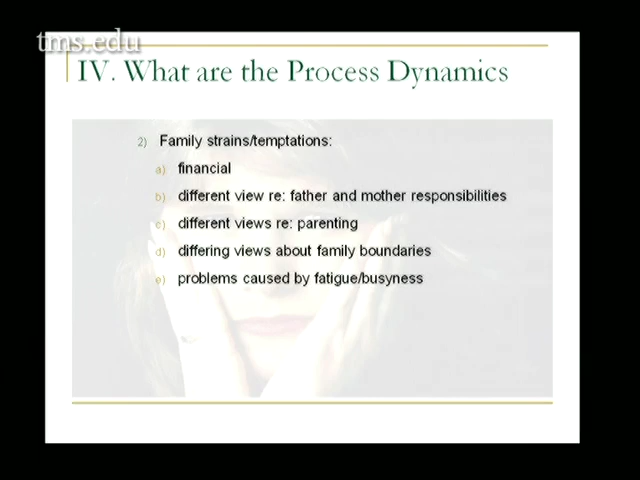 tms.edu
IV. What are the Process Dynamics
2) Family strains/temptations:
a) financial
b) different view re: father and mother responsibilities
c) different views re: parenting
d) differing views about family boundaries
e) problems caused by fatigue/busyness